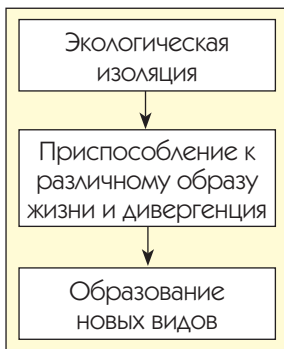 Экологическая
изоляция
Приспособление к
различному образу
жизни и дивергенция
Образование
новых видов